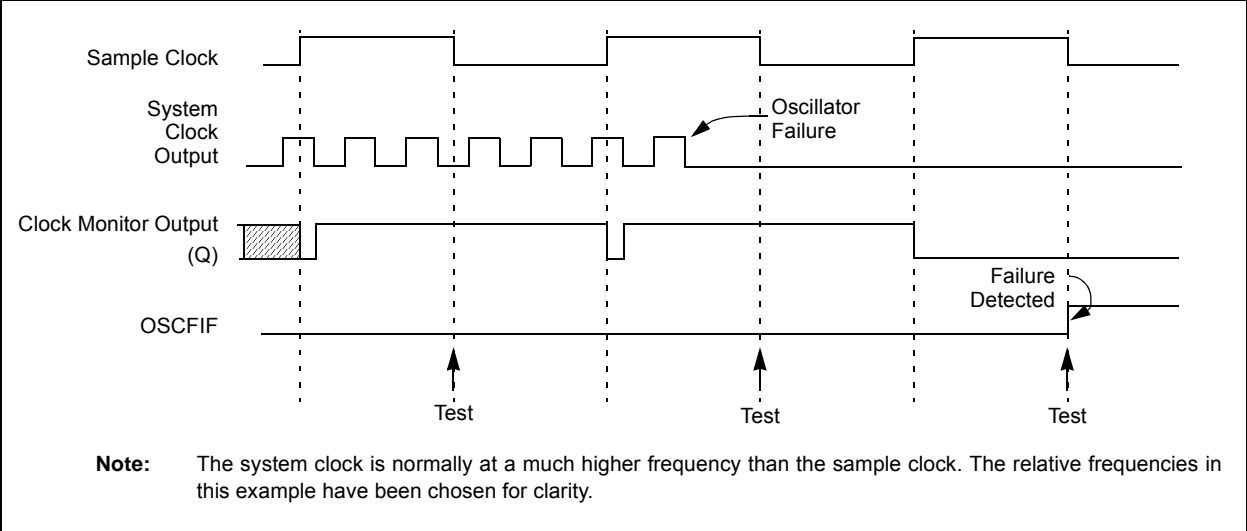 Sample Clock
System
Clock
Output
Oscillator
Failure
Clock Monitor Output
(Q)
Failure
Detected
OSCFIF
Test
Test
Test
Note: The system clock is normally at a much higher frequency than the sample clock. The relative frequencies in
this example have been chosen for clarity.